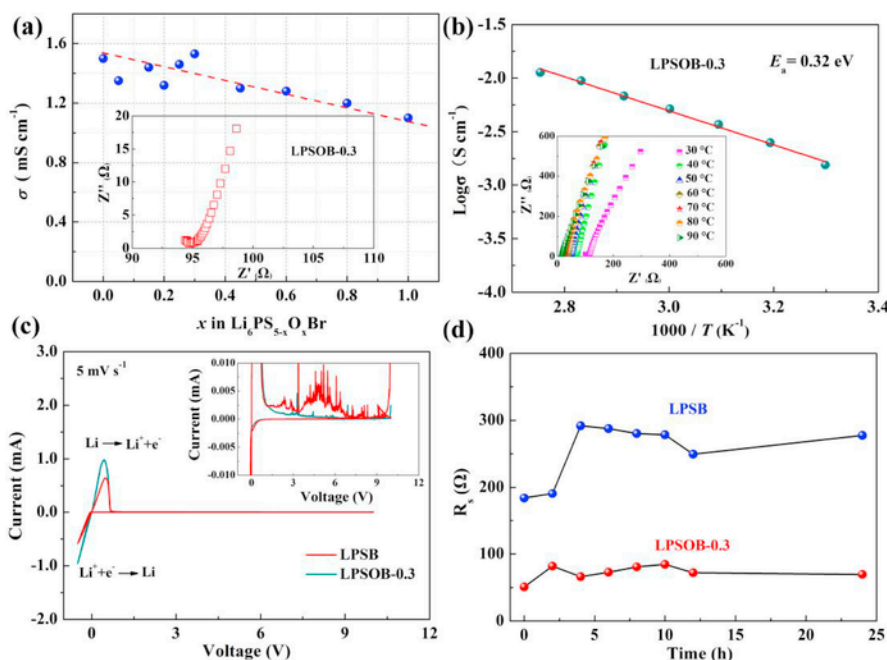 (a)
1.6
1.2
0.8
0.4
0.0
σ ( mS cm⁻¹)
0.0 0.2 0.4 0.6 0.8 1.0
x in Li₆PS₅₋ₓOₓBr
20
15
10
5
0
Z'' (Ω)
LPSOB-0.3
90 95 100 105 110
Z' (Ω)
(b)
-1.5
-2.0
-2.5
-3.0
-3.5
-4.0
Logσ (S cm⁻¹)
LPSOB-0.3
Eₐ = 0.32 eV
2.8 3.0 3.2 3.4
1000 / T (K⁻¹)
600
400
200
0
Z'' (Ω)
30 °C
40 °C
50 °C
60 °C
70 °C
80 °C
90 °C
0 200 400 600
Z' (Ω)
(c)
3.0
2.0
1.0
0.0
-1.0
-2.0
Current (mA)
5 mV s⁻¹
Li → Li⁺+e⁻
Li⁺+e⁻ → Li
0.010
0.005
0.000
-0.005
-0.010
Current (mA)
0 3 6 9 12
Voltage (V)
LPSB
LPSOB-0.3
0 3 6 9 12
Voltage (V)
(d)
400
300
200
100
0
Rₛ (Ω)
LPSB
LPSOB-0.3
0 5 10 15 20 25
Time (h)